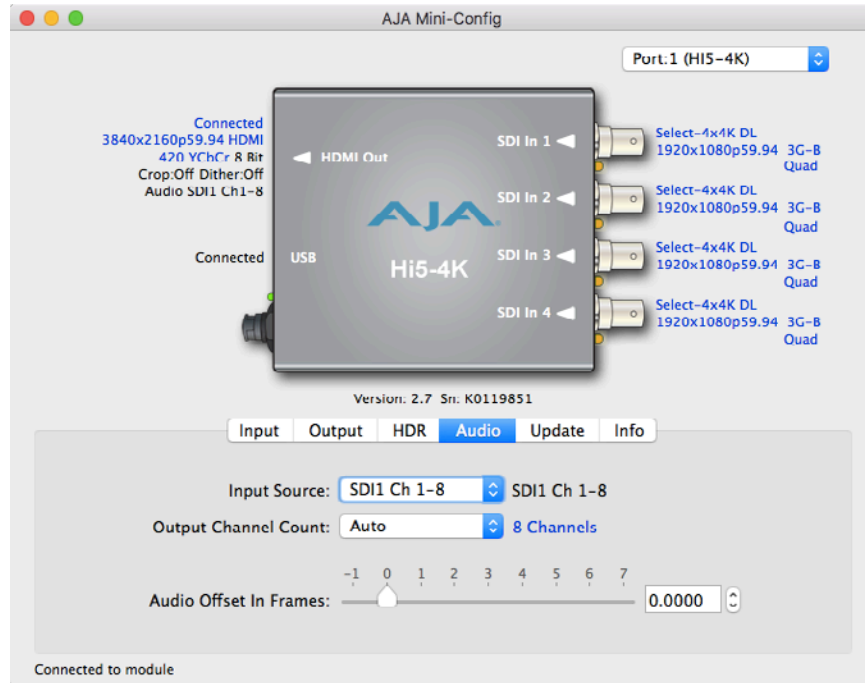 AJA Mini-Config
Port:1 (HI5-4K)
Connected
3840x2160p59.94 HDMI
420 YCbCr 8 Bit
Crop:Off Dither:Off
Audio SDI1 Ch1-8
Connected
HDMI Out
USB
AJA
Hi5-4K
SDI In 1
SDI In 2
SDI In 3
SDI In 4
Select-4x4K DL
1920x1080p59.94 3G-B
Quad
Select-4x4K DL
1920x1080p59.94 3G-B
Quad
Select-4x4K DL
1920x1080p59.94 3G-B
Quad
Select-4x4K DL
1920x1080p59.94 3G-B
Quad
Version: 2.7 Sn: K0119851
Input Output HDR Audio Update Info
Input Source: SDI1 Ch 1-8 SDI1 Ch 1-8
Output Channel Count: Auto 8 Channels
-1 0 1 2 3 4 5 6 7
Audio Offset In Frames: 0.0000
Connected to module